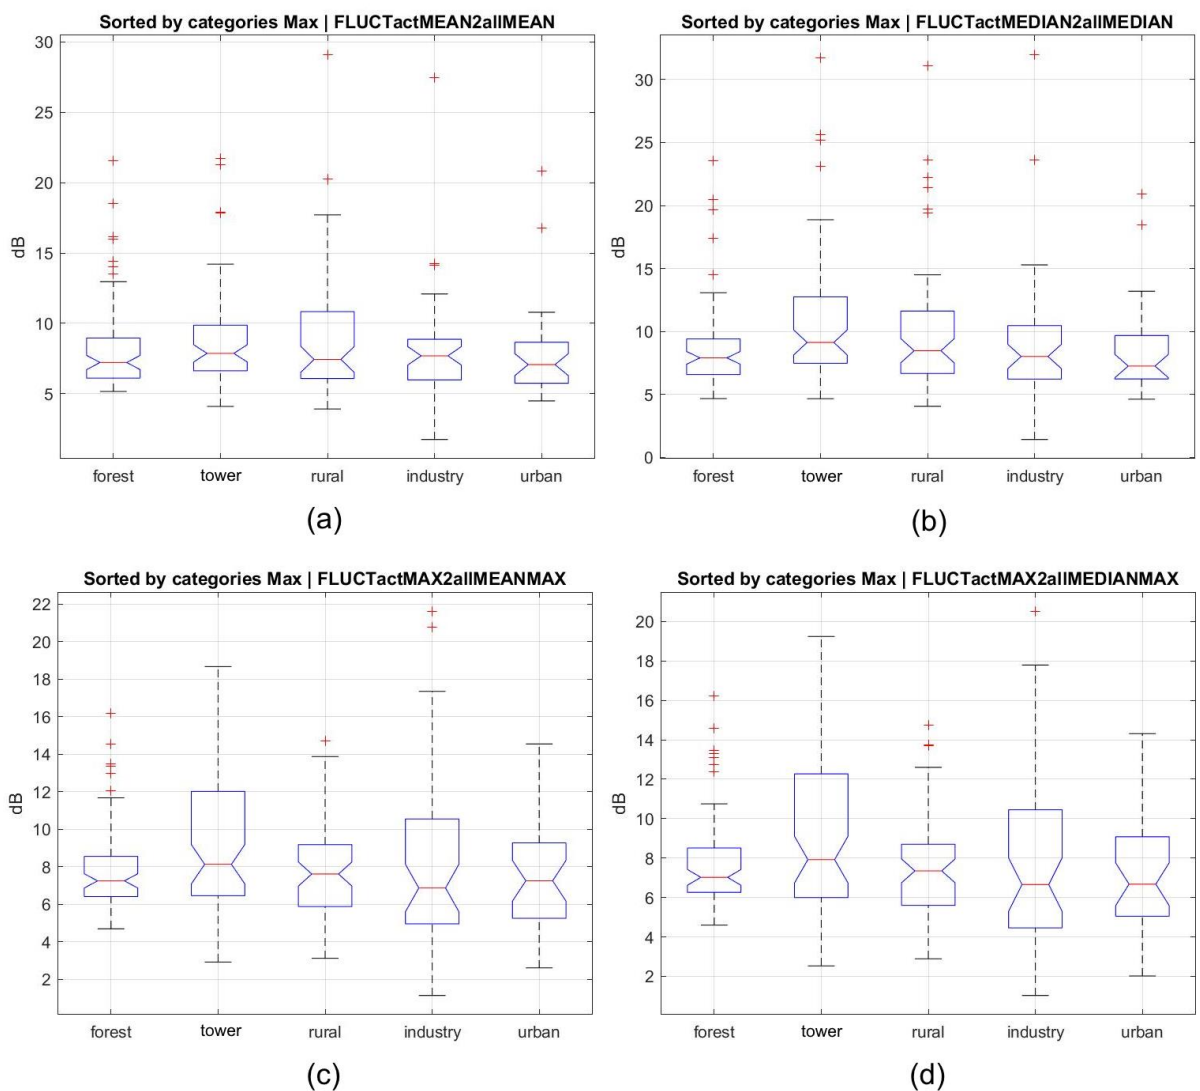 Sorted by categories Max | FLUCTactMEAN2allMEAN
30
25
20
15
10
5
dB
forest tower rural industry urban
(a)
Sorted by categories Max | FLUCTactMEDIAN2allMEDIAN
30
25
20
15
10
5
0
dB
forest tower rural industry urban
(b)
Sorted by categories Max | FLUCTactMAX2allMEANMAX
22
20
18
16
14
12
10
8
6
4
2
dB
forest tower rural industry urban
(c)
Sorted by categories Max | FLUCTactMAX2allMEDIANMAX
20
18
16
14
12
10
8
6
4
2
dB
forest tower rural industry urban
(d)